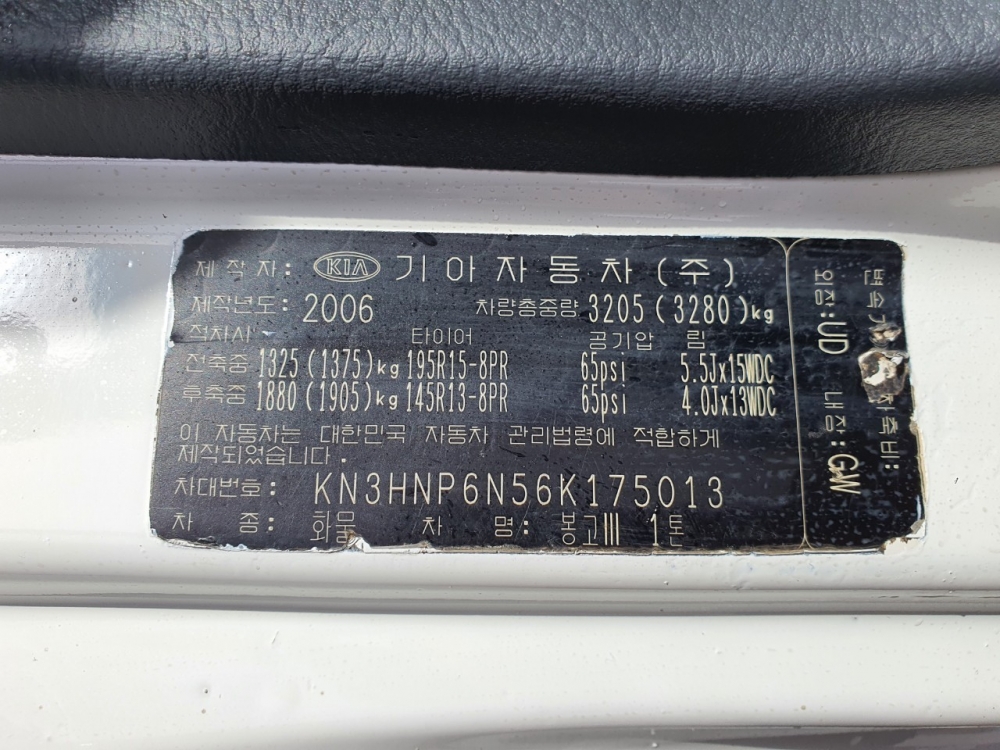 제작자: KIA 기아자동차(주)
제작년도: 2006 차량총중량 3205 (3280)kg
적차시 타이어 공기압 림
전축중 1325 (1375)kg 195R15-8PR 65psi 5.5Jx15WDC
후축중 1880 (1905)kg 145R13-8PR 65psi 4.0Jx13WDC
이 자동차는 대한민국 자동차 관리법령에 적합하게
제작되었습니다.
차대번호: KN3HNP6N56K175013
차 종: 화물 차 명: 봉고III 1톤
변속기
외장: UD 내장: GW